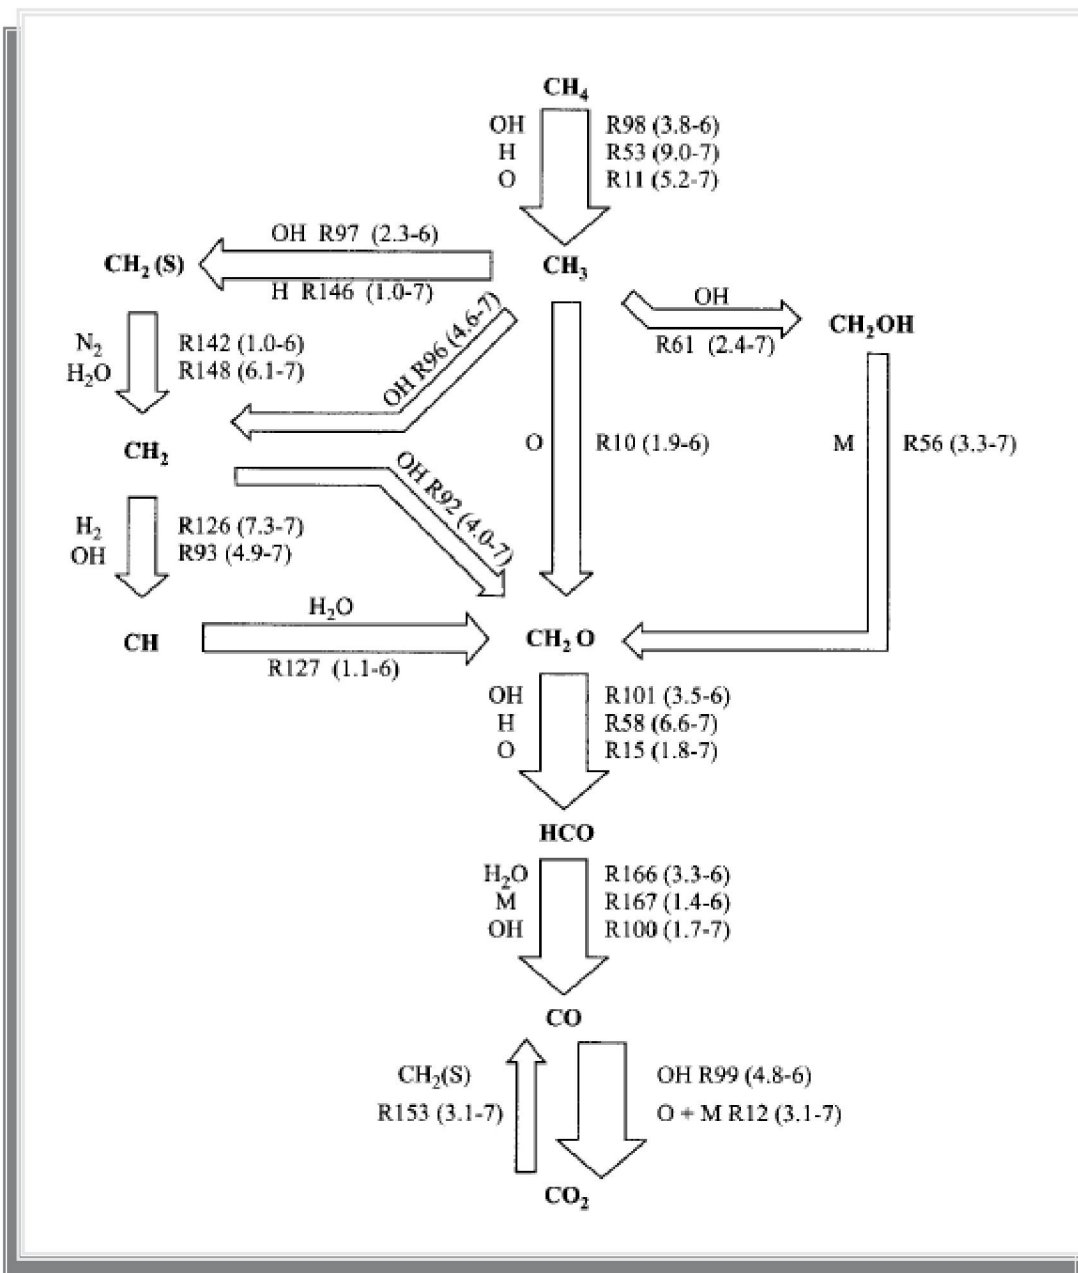 CH₄
OH R98 (3.8-6)
H R53 (9.0-7)
O R11 (5.2-7)
OH R97 (2.3-6)
CH₂(S)
CH₃
H R146 (1.0-7)
OH
CH₂OH
R61 (2.4-7)
N₂ R142 (1.0-6)
H₂O R148 (6.1-7)
OH R96 (4.6-7)
CH₂
O R10 (1.9-6)
M R56 (3.3-7)
OH R92 (4.0-7)
H₂ R126 (7.3-7)
OH R93 (4.9-7)
H₂O
CH
CH₂O
R127 (1.1-6)
OH R101 (3.5-6)
H R58 (6.6-7)
O R15 (1.8-7)
HCO
H₂O R166 (3.3-6)
M R167 (1.4-6)
OH R100 (1.7-7)
CO
CH₂(S)
R153 (3.1-7)
OH R99 (4.8-6)
O + M R12 (3.1-7)
CO₂